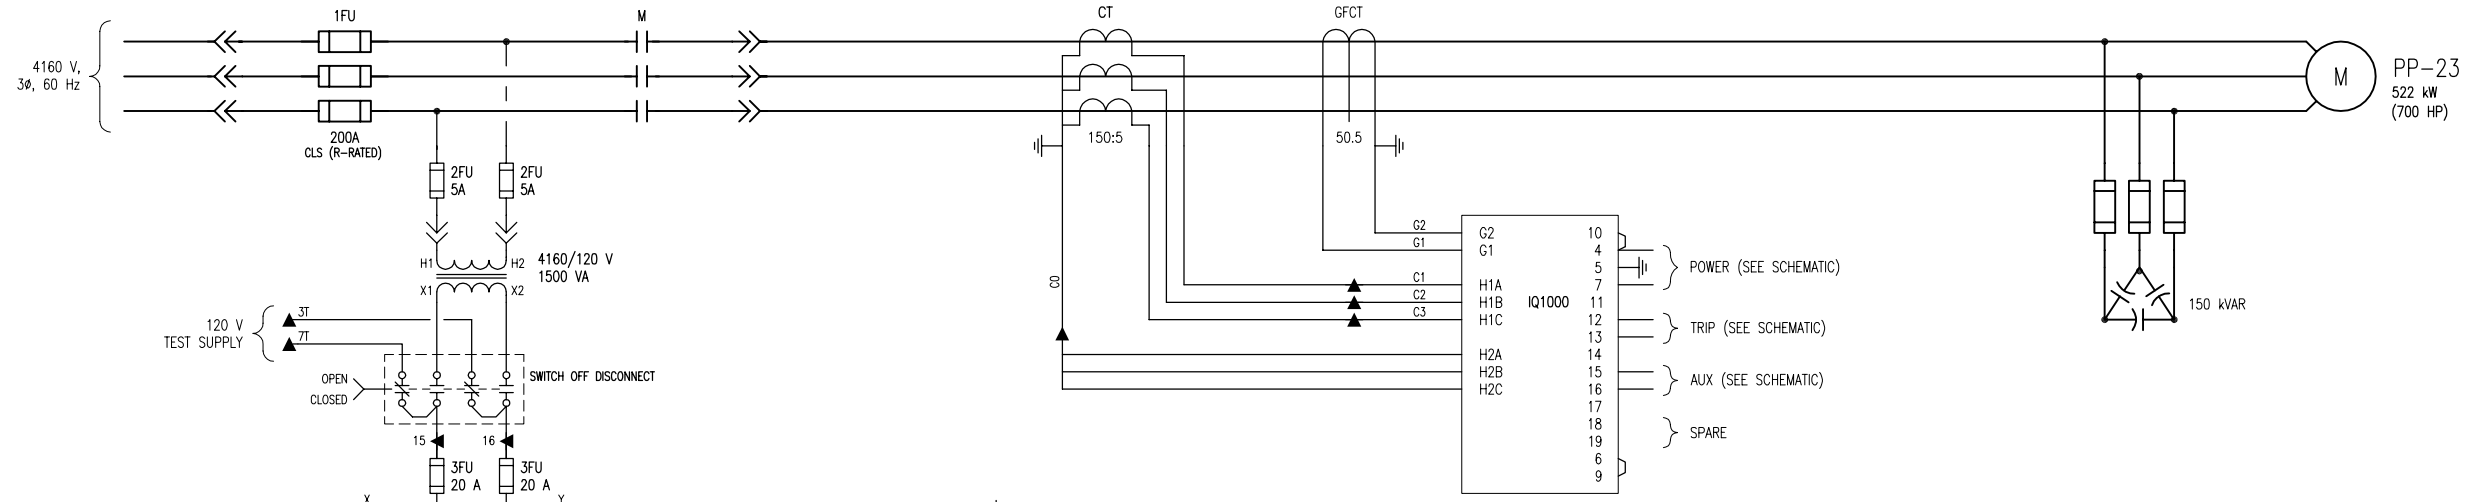 1FU
M
CT
GFCT
4160 V,
3ø, 60 Hz
M
PP-23
522 kW
(700 HP)
200A
CLS (R-RATED)
150:5
50.5
2FU
5A
2FU
5A
H1
H2
4160/120 V
1500 VA
X1
X2
120 V
TEST SUPPLY
3T
7T
OPEN
CLOSED
SWITCH OFF DISCONNECT
15
16
3FU
20 A
3FU
20 A
X
Y
C0
G2
G1
C1
C2
C3
G2
G1
H1A
H1B
H1C
H2A
H2B
H2C
IQ1000
10
4
5
7
11
12
13
14
15
16
17
18
19
6
9
POWER (SEE SCHEMATIC)
TRIP (SEE SCHEMATIC)
AUX (SEE SCHEMATIC)
SPARE
150 kVAR